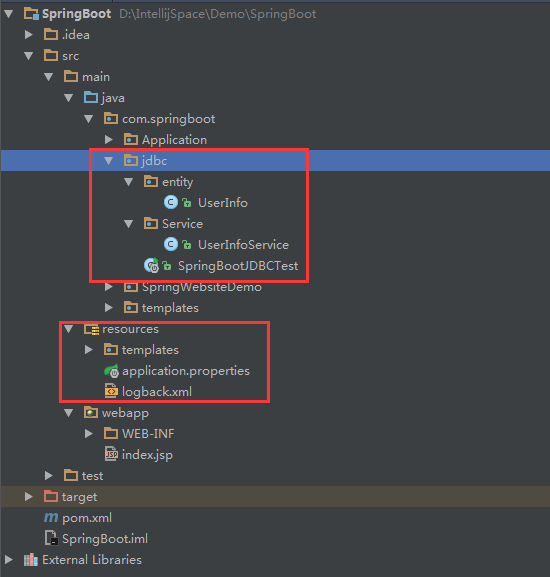 SpringBoot D:\IntellijSpace\Demo\SpringBoot
.idea
src
main
java
com.springboot
Application
jdbc
entity
UserInfo
Service
UserInfoService
SpringBootJDBCTest
SpringWebsiteDemo
templates
resources
templates
application.properties
logback.xml
webapp
WEB-INF
index.jsp
test
target
pom.xml
SpringBoot.iml
External Libraries